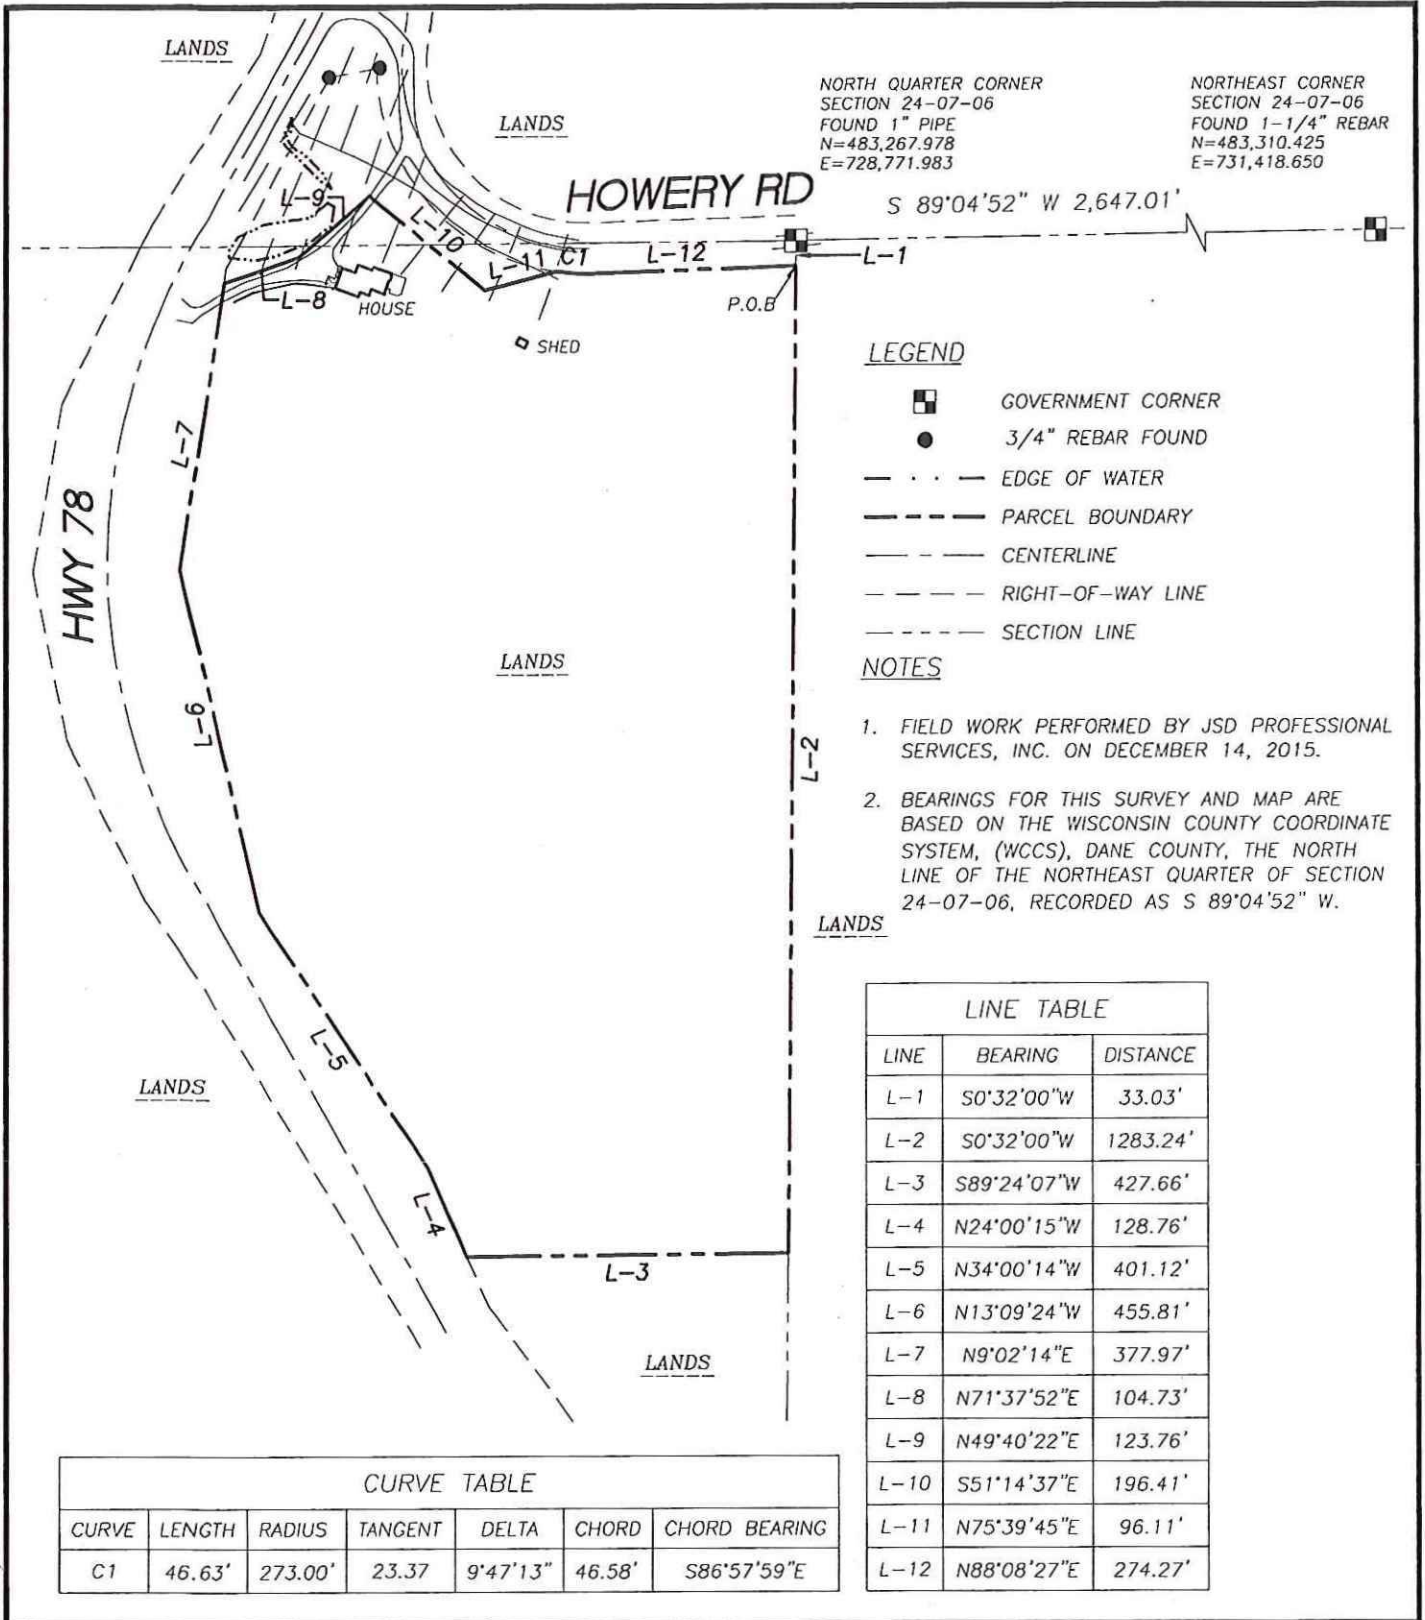 LANDS
LANDS
NORTH QUARTER CORNER
SECTION 24-07-06
FOUND 1" PIPE
N=483,267.978
E=728,771.983
NORTHEAST CORNER
SECTION 24-07-06
FOUND 1-1/4" REBAR
N=483,310.425
E=731,418.650
HOWERY RD
S 89°04'52" W 2,647.01'
L-9
L-10
L-11
C1
L-12
L-1
L-8
HOUSE
P.O.B
SHED
L-7
HWY 78
L-6
LANDS
L-2
LANDS
L-5
LANDS
L-4
L-3
LANDS
LEGEND
GOVERNMENT CORNER
3/4" REBAR FOUND
EDGE OF WATER
PARCEL BOUNDARY
CENTERLINE
RIGHT-OF-WAY LINE
SECTION LINE
NOTES
1. FIELD WORK PERFORMED BY JSD PROFESSIONAL
SERVICES, INC. ON DECEMBER 14, 2015.
2. BEARINGS FOR THIS SURVEY AND MAP ARE
BASED ON THE WISCONSIN COUNTY COORDINATE
SYSTEM, (WCCS), DANE COUNTY, THE NORTH
LINE OF THE NORTHEAST QUARTER OF SECTION
24-07-06, RECORDED AS S 89°04'52" W.
LINE TABLE
LINE BEARING DISTANCE
L-1 S0°32'00"W 33.03'
L-2 S0°32'00"W 1283.24'
L-3 S89°24'07"W 427.66'
L-4 N24°00'15"W 128.76'
L-5 N34°00'14"W 401.12'
L-6 N13°09'24"W 455.81'
L-7 N9°02'14"E 377.97'
L-8 N71°37'52"E 104.73'
L-9 N49°40'22"E 123.76'
L-10 S51°14'37"E 196.41'
L-11 N75°39'45"E 96.11'
L-12 N88°08'27"E 274.27'
CURVE TABLE
CURVE LENGTH RADIUS TANGENT DELTA CHORD CHORD BEARING
C1 46.63' 273.00' 23.37 9°47'13" 46.58' S86°57'59"E